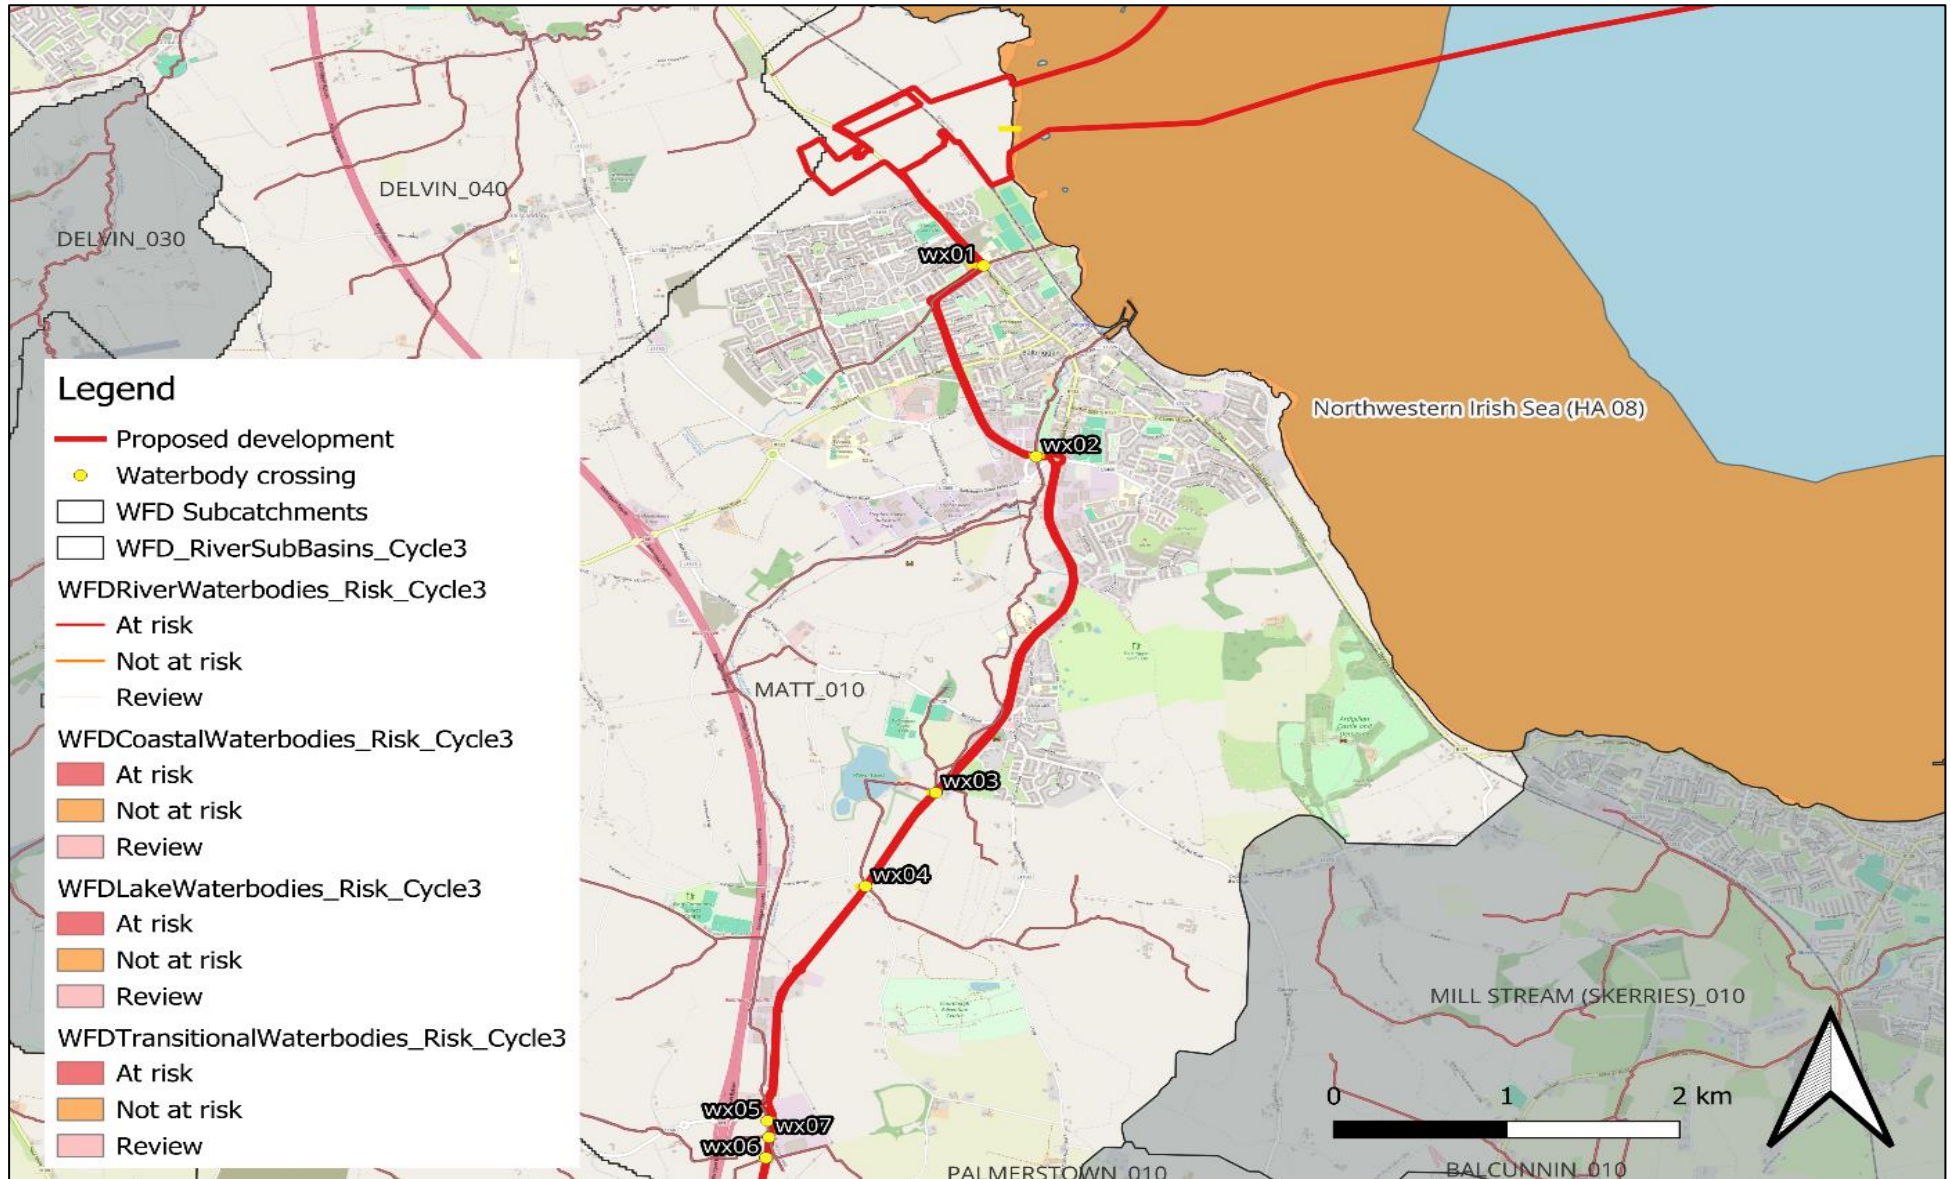 DELVIN_040
DELVIN_030
wx01
Northwestern Irish Sea (HA 08)
wx02
Legend
Proposed development
Waterbody crossing
WFD Subcatchments
WFD_RiverSubBasins_Cycle3
WFDRiverWaterbodies_Risk_Cycle3
At risk
Not at risk
Review
WFDCoastalWaterbodies_Risk_Cycle3
At risk
Not at risk
Review
WFDLakeWaterbodies_Risk_Cycle3
At risk
Not at risk
Review
WFDTransitionalWaterbodies_Risk_Cycle3
At risk
Not at risk
Review
MATT_010
wx03
wx04
MILL STREAM (SKERRIES)_010
0 1 2 km
wx05
wx07
wx06
PALMERSTOWN_010
BALCUNNIN_010